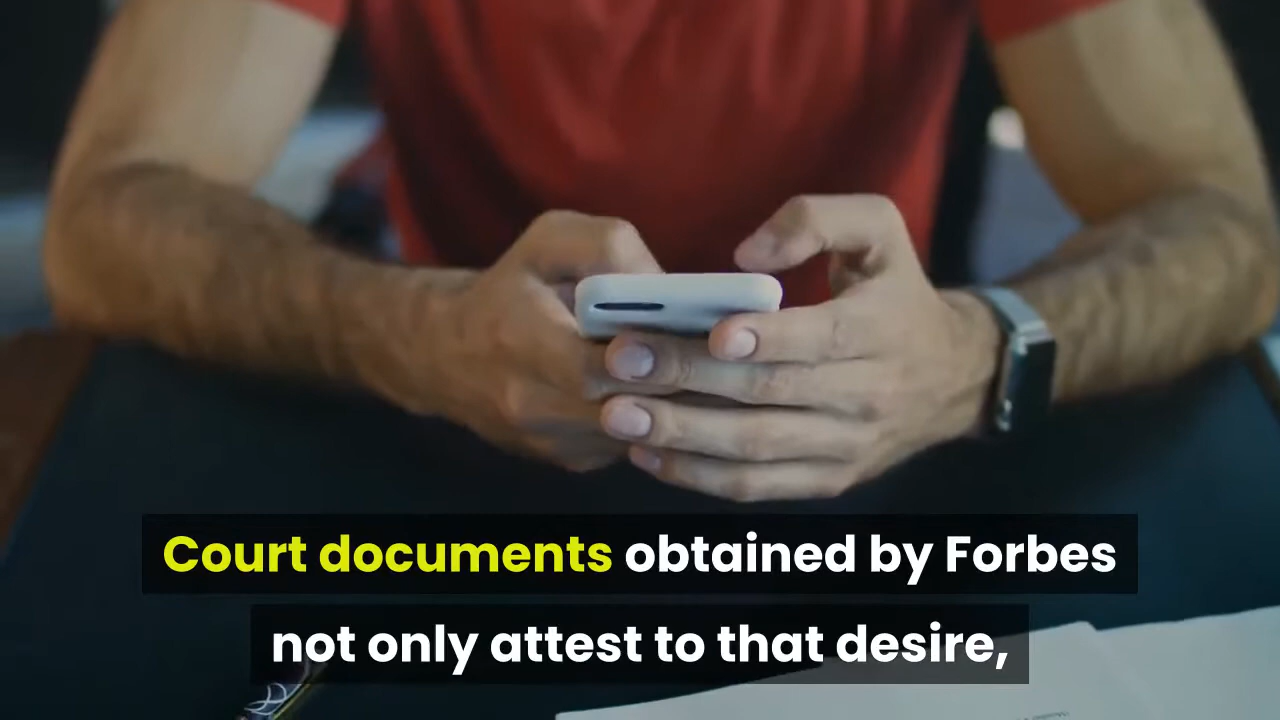 Court documents obtained by Forbes
not only attest to that desire,